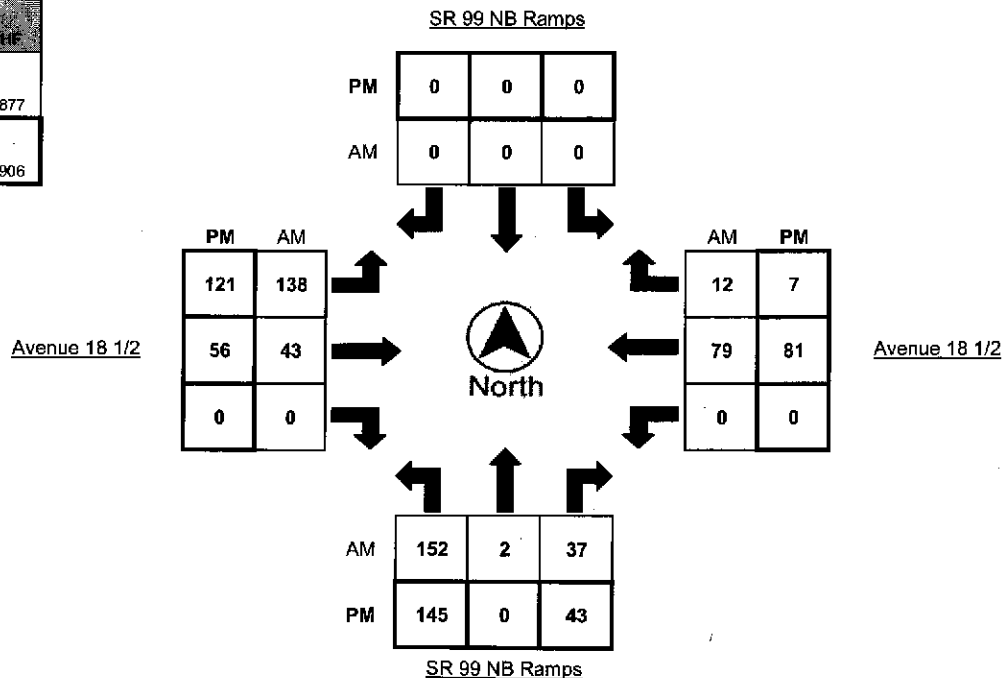 SR 99 NB Ramps
HF
877
906
PM 0 0 0
AM 0 0 0
PM AM
121 138
56 43
0 0
Avenue 18 1/2
North
AM PM
12 7
79 81
0 0
Avenue 18 1/2
AM 152 2 37
PM 145 0 43
SR 99 NB Ramps